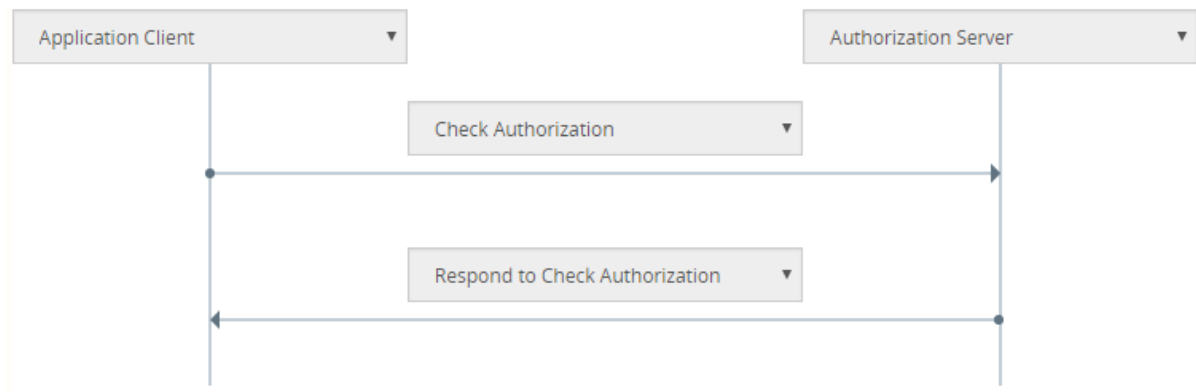 Application Client
Authorization Server
Check Authorization
Respond to Check Authorization